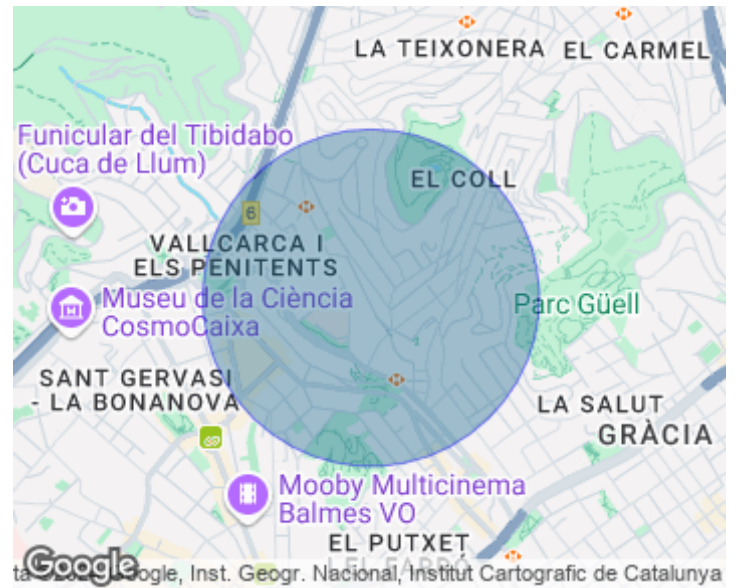 LA TEIXONERA
EL CARMEL
Funicular del Tibidabo
(Cuca de Llum)
EL COLL
6
VALLCARCA I
ELS PENITENTS
Museu de la Ciència
CosmoCaixa
Parc Güell
SANT GERVASI
- LA BONANOVA
LA SALUT
GRÀCIA
Mooby Multicinema
Balmes VO
EL PUTXET
I EL FARRÓ
Google
Inst. Geogr. Nacional, Institut Cartografic de Catalunya